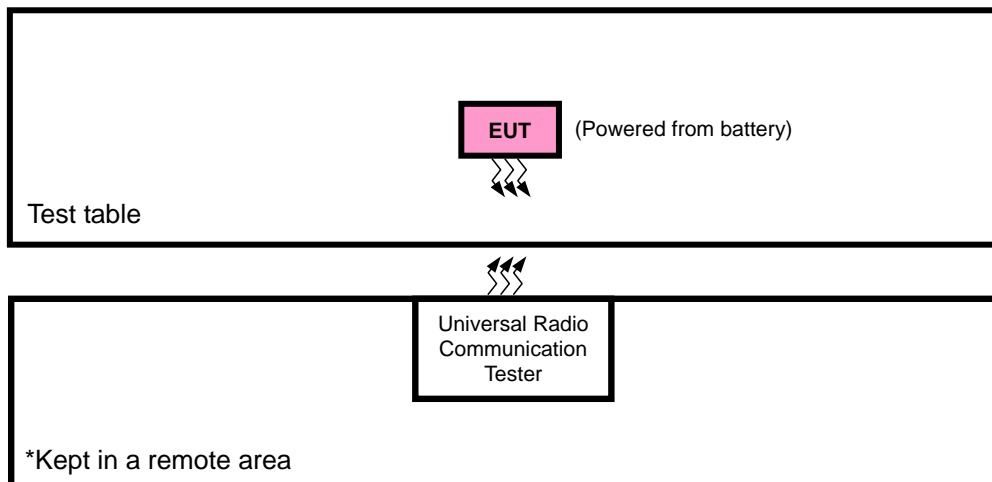 EUT
(Powered from battery)
Test table
Universal Radio
Communication
Tester
*Kept in a remote area